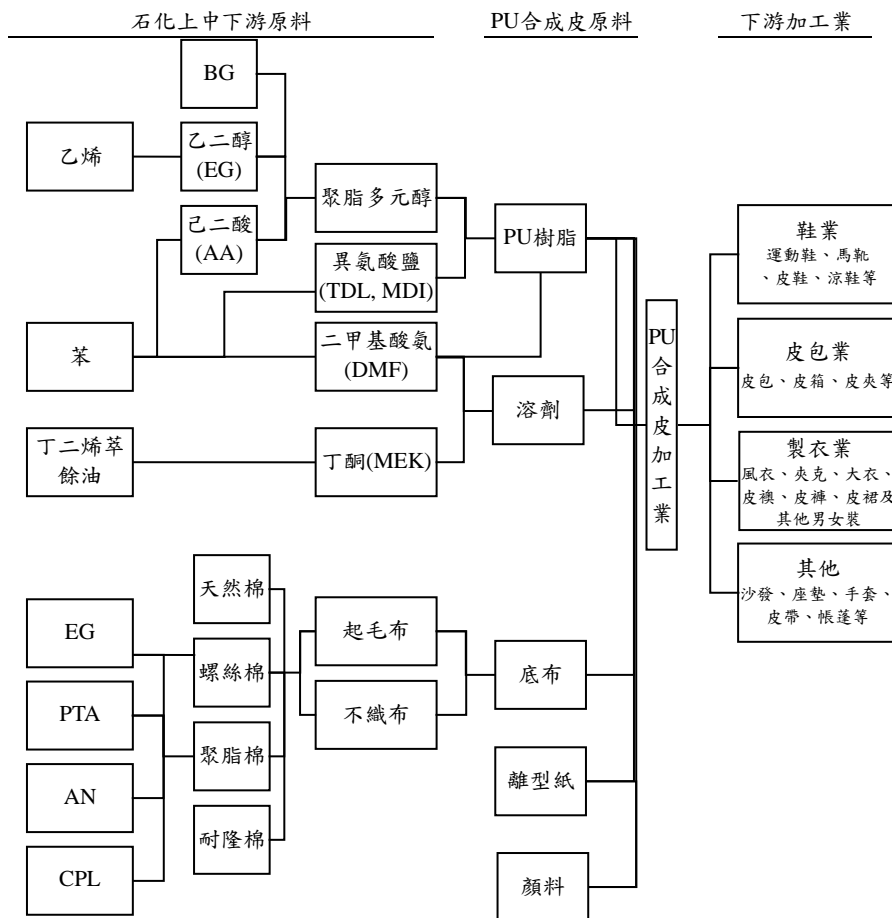 石化上中下游原料
PU合成皮原料
下游加工業
BG
乙烯
乙二醇
(EG)
己二酸
(AA)
苯
丁二烯萃
餘油
聚脂多元醇
異氨酸鹽
(TDL, MDI)
二甲基酸氨
(DMF)
丁酮(MEK)
PU樹脂
溶劑
PU
合
成
皮
加
工
業
鞋業
運動鞋、馬靴
、皮鞋、涼鞋等
皮包業
皮包、皮箱、皮夾等
製衣業
風衣、夾克、大衣、
皮襖、皮褲、皮裙及
其他男女裝
其他
沙發、座墊、手套、
皮帶、帳蓬等
EG
PTA
AN
CPL
天然棉
螺絲棉
聚脂棉
耐隆棉
起毛布
不織布
底布
離型紙
顏料